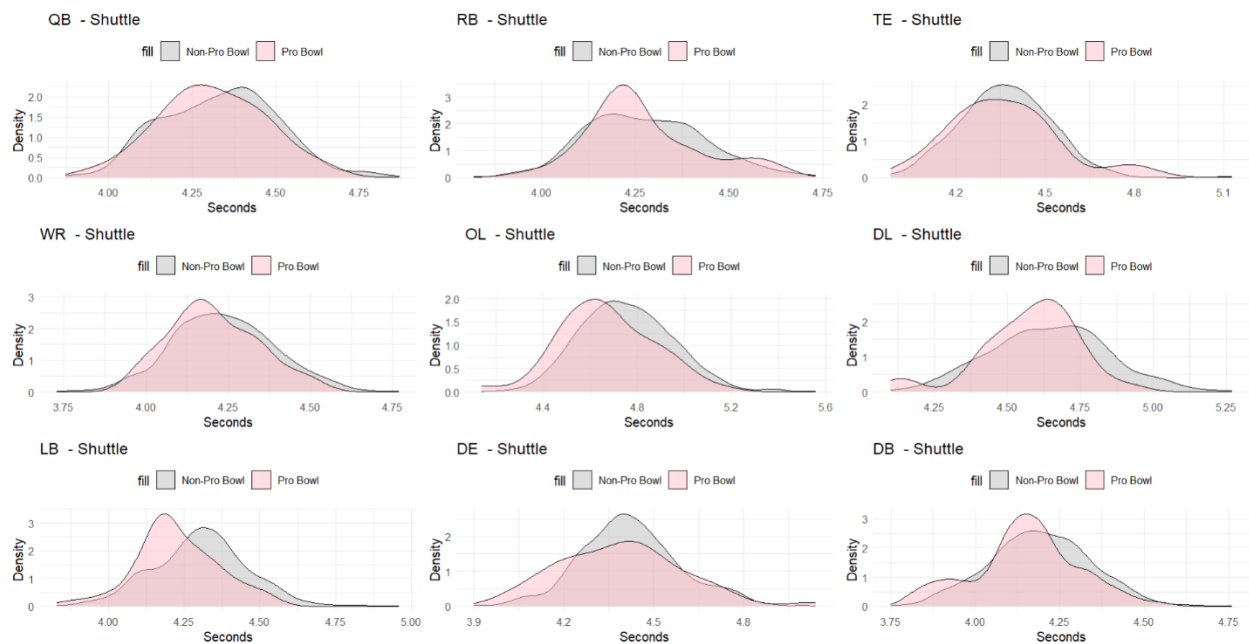 QB - Shuttle
fill Non-Pro Bowl Pro Bowl
2.0
1.5
1.0
0.5
0.0
Density
4.00 4.25 4.50 4.75
Seconds
RB - Shuttle
fill Non-Pro Bowl Pro Bowl
3
2
1
0
Density
4.00 4.25 4.50 4.75
Seconds
TE - Shuttle
fill Non-Pro Bowl Pro Bowl
2
1
0
Density
4.2 4.5 4.8 5.1
Seconds
WR - Shuttle
fill Non-Pro Bowl Pro Bowl
3
2
1
0
Density
3.75 4.00 4.25 4.50 4.75
Seconds
OL - Shuttle
fill Non-Pro Bowl Pro Bowl
2.0
1.5
1.0
0.5
0.0
Density
4.4 4.8 5.2 5.6
Seconds
DL - Shuttle
fill Non-Pro Bowl Pro Bowl
2
1
0
Density
4.25 4.50 4.75 5.00 5.25
Seconds
LB - Shuttle
fill Non-Pro Bowl Pro Bowl
3
2
1
0
Density
4.00 4.25 4.50 4.75 5.00
Seconds
DE - Shuttle
fill Non-Pro Bowl Pro Bowl
2
1
0
Density
3.9 4.2 4.5 4.8
Seconds
DB - Shuttle
fill Non-Pro Bowl Pro Bowl
3
2
1
0
Density
3.75 4.00 4.25 4.50 4.75
Seconds